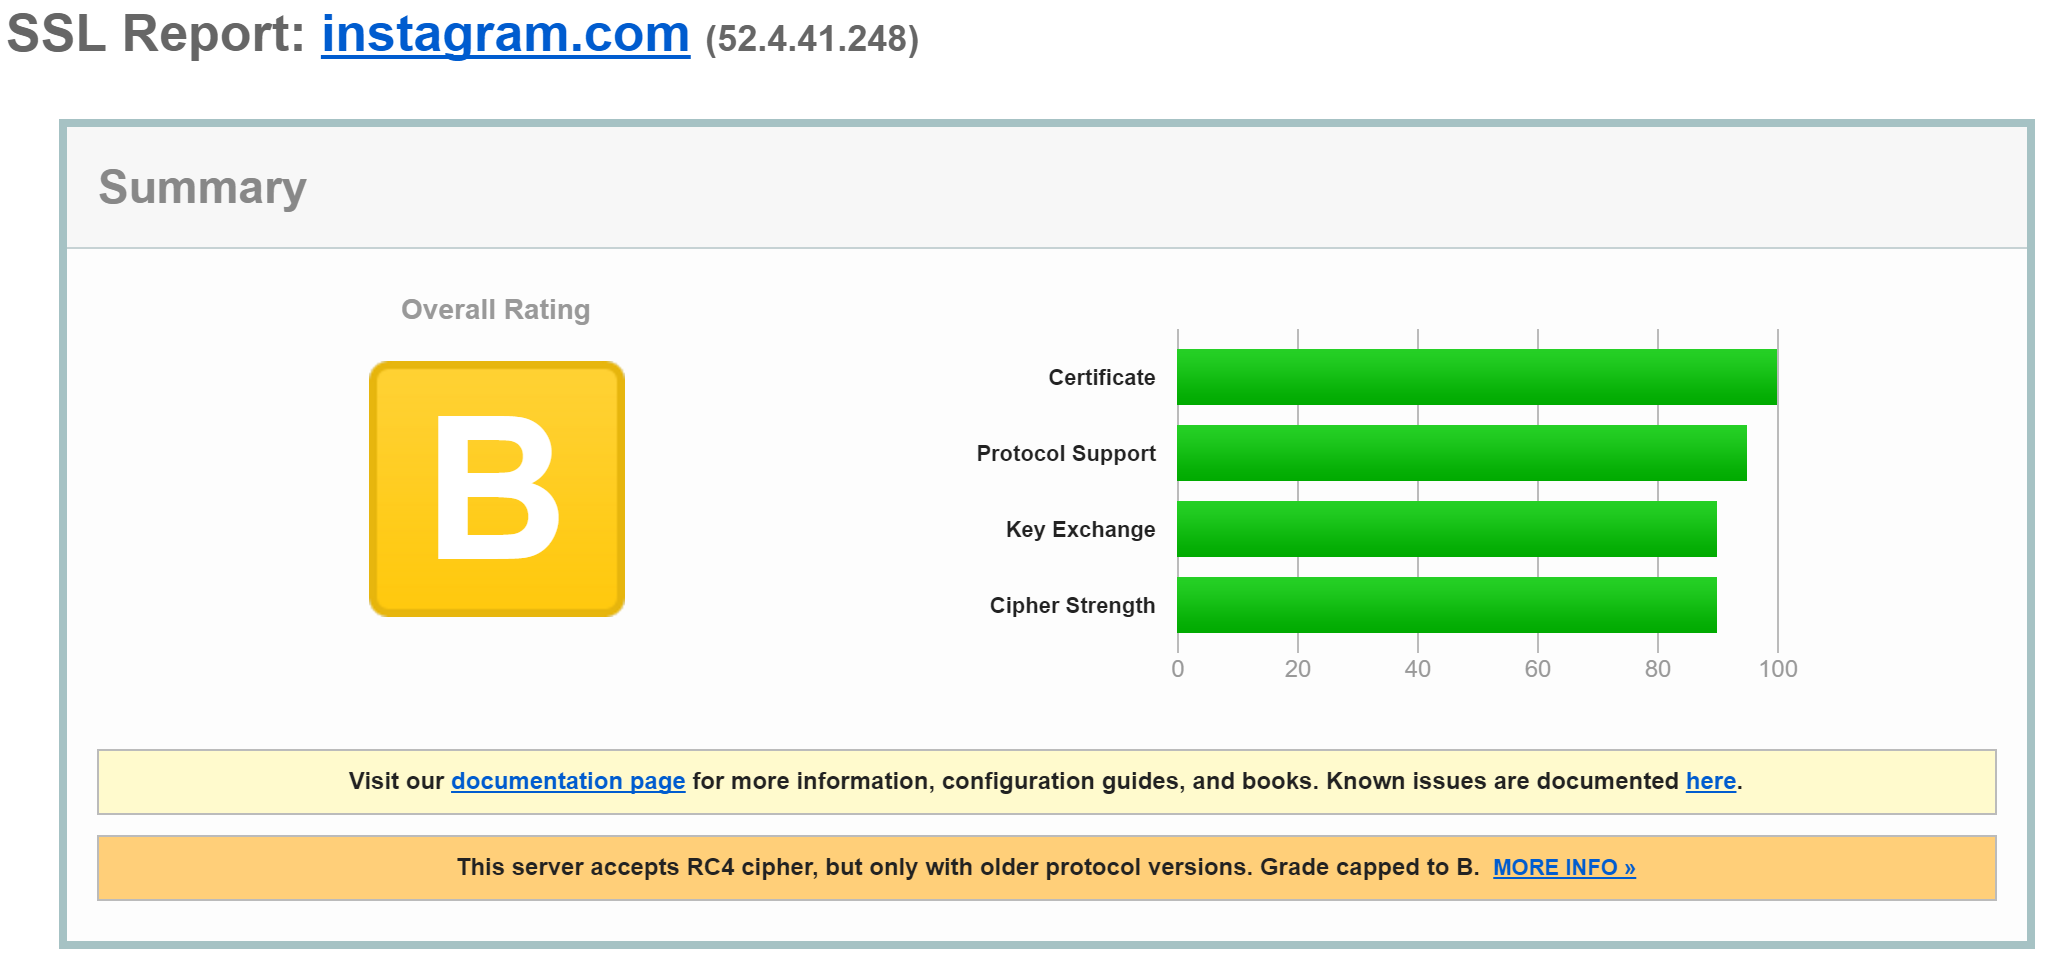 SSL Report: instagram.com (52.4.41.248)
Summary
Overall Rating
B
Certificate
Protocol Support
Key Exchange
Cipher Strength
0 20 40 60 80 100
Visit our documentation page for more information, configuration guides, and books. Known issues are documented here.
This server accepts RC4 cipher, but only with older protocol versions. Grade capped to B. MORE INFO »